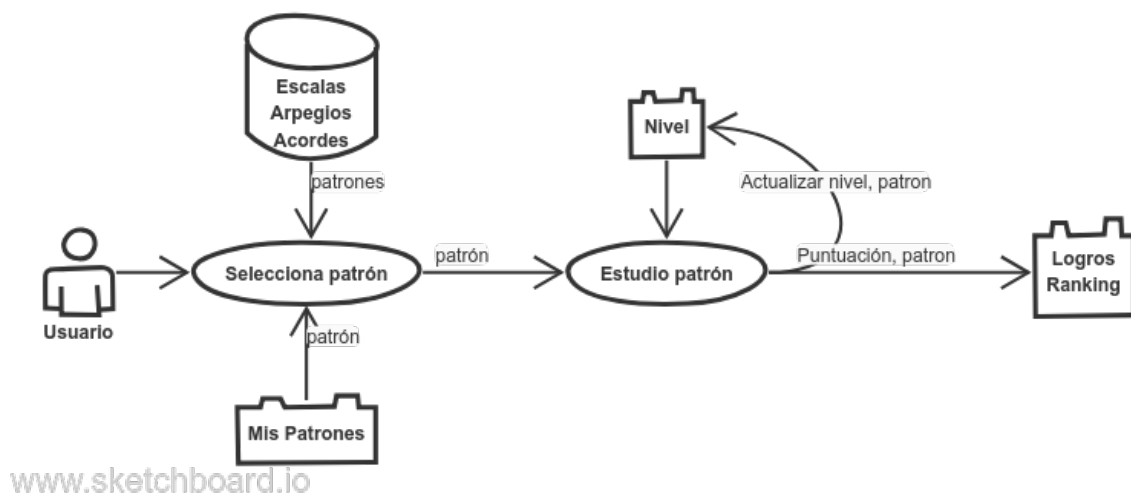 Escalas
Arpegios
Acordes
patrones
Nivel
Actualizar nivel, patron
Usuario
Selecciona patrón
patrón
Estudio patrón
Puntuación, patron
Logros
Ranking
patrón
Mis Patrones
www.sketchboard.io